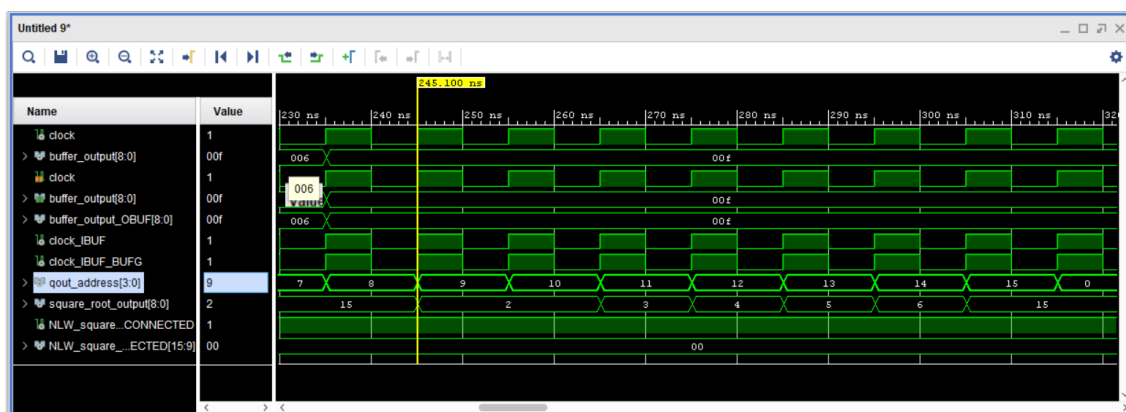 Untitled 9*
245.100 ns
Name Value
230 ns 240 ns 250 ns 260 ns 270 ns 280 ns 290 ns 300 ns 310 ns 32
clock 1
buffer_output[8:0] 00f 006 00f
clock 1
006
buffer_output[8:0] 00f Value 00f
buffer_output_OBUF[8:0] 00f 006 00f
clock_IBUF 1
clock_IBUF_BUFG 1
qout_address[3:0] 9 7 8 9 10 11 12 13 14 15 0
square_root_output[8:0] 2 15 2 3 4 5 6 15
NLW_square...CONNECTED 1
NLW_square_...ECTED[15:9] 00 00